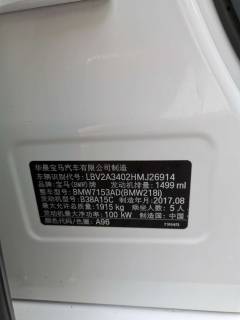 华晨宝马汽车有限公司制造
车辆识别代号: LBV2A3402HMJ26914
品牌: 宝马(BMW)牌 发动机排量: 1499 ml
整车型号: BMW7153AD(BMW218i)
发动机型号: B38A15C 制造年月: 2017.08
最大允许总质量: 1915 kg 乘坐人数: 5 人
发动机最大净功率: 100 kW 制造国: 中国
颜色代码/色漆: A96